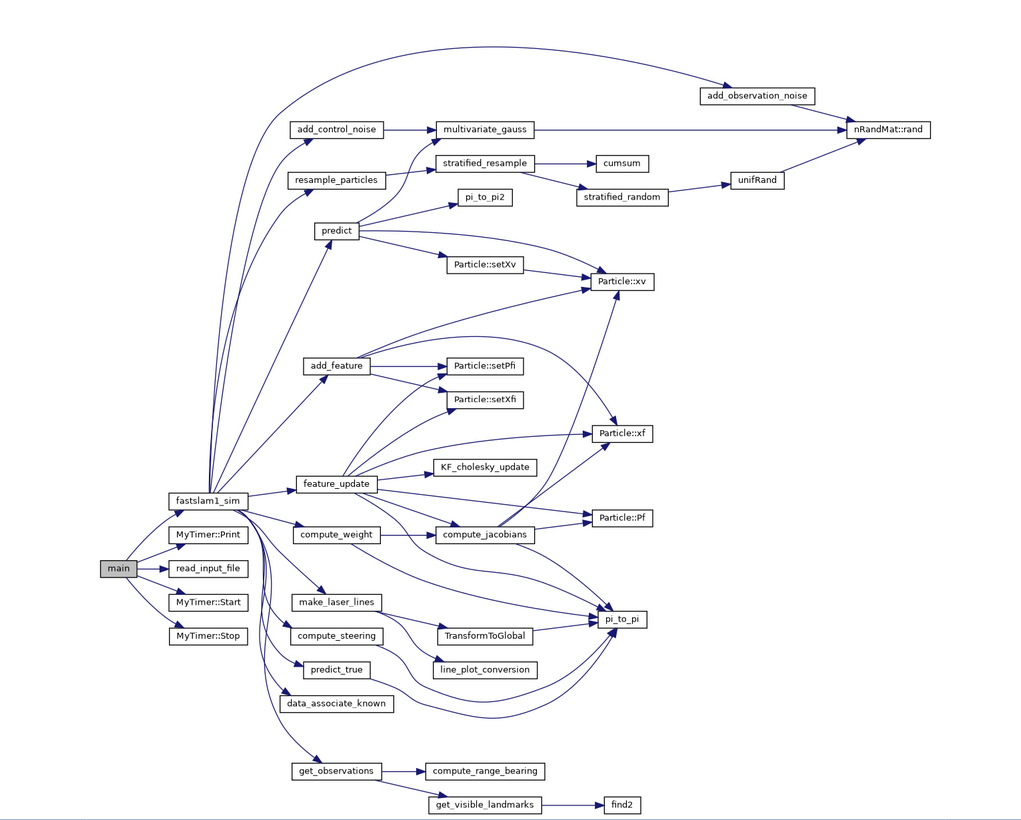 add_observation_noise
add_control_noise
multivariate_gauss
nRandMat::rand
stratified_resample
cumsum
resample_particles
unifRand
pi_to_pi2
stratified_random
predict
Particle::setXv
Particle::xv
add_feature
Particle::setPfi
Particle::setXfi
Particle::xf
KF_cholesky_update
feature_update
fastslam1_sim
Particle::Pf
MyTimer::Print
compute_weight
compute_jacobians
main
read_input_file
MyTimer::Start
make_laser_lines
pi_to_pi
MyTimer::Stop
compute_steering
TransformToGlobal
predict_true
line_plot_conversion
data_associate_known
get_observations
compute_range_bearing
get_visible_landmarks
find2